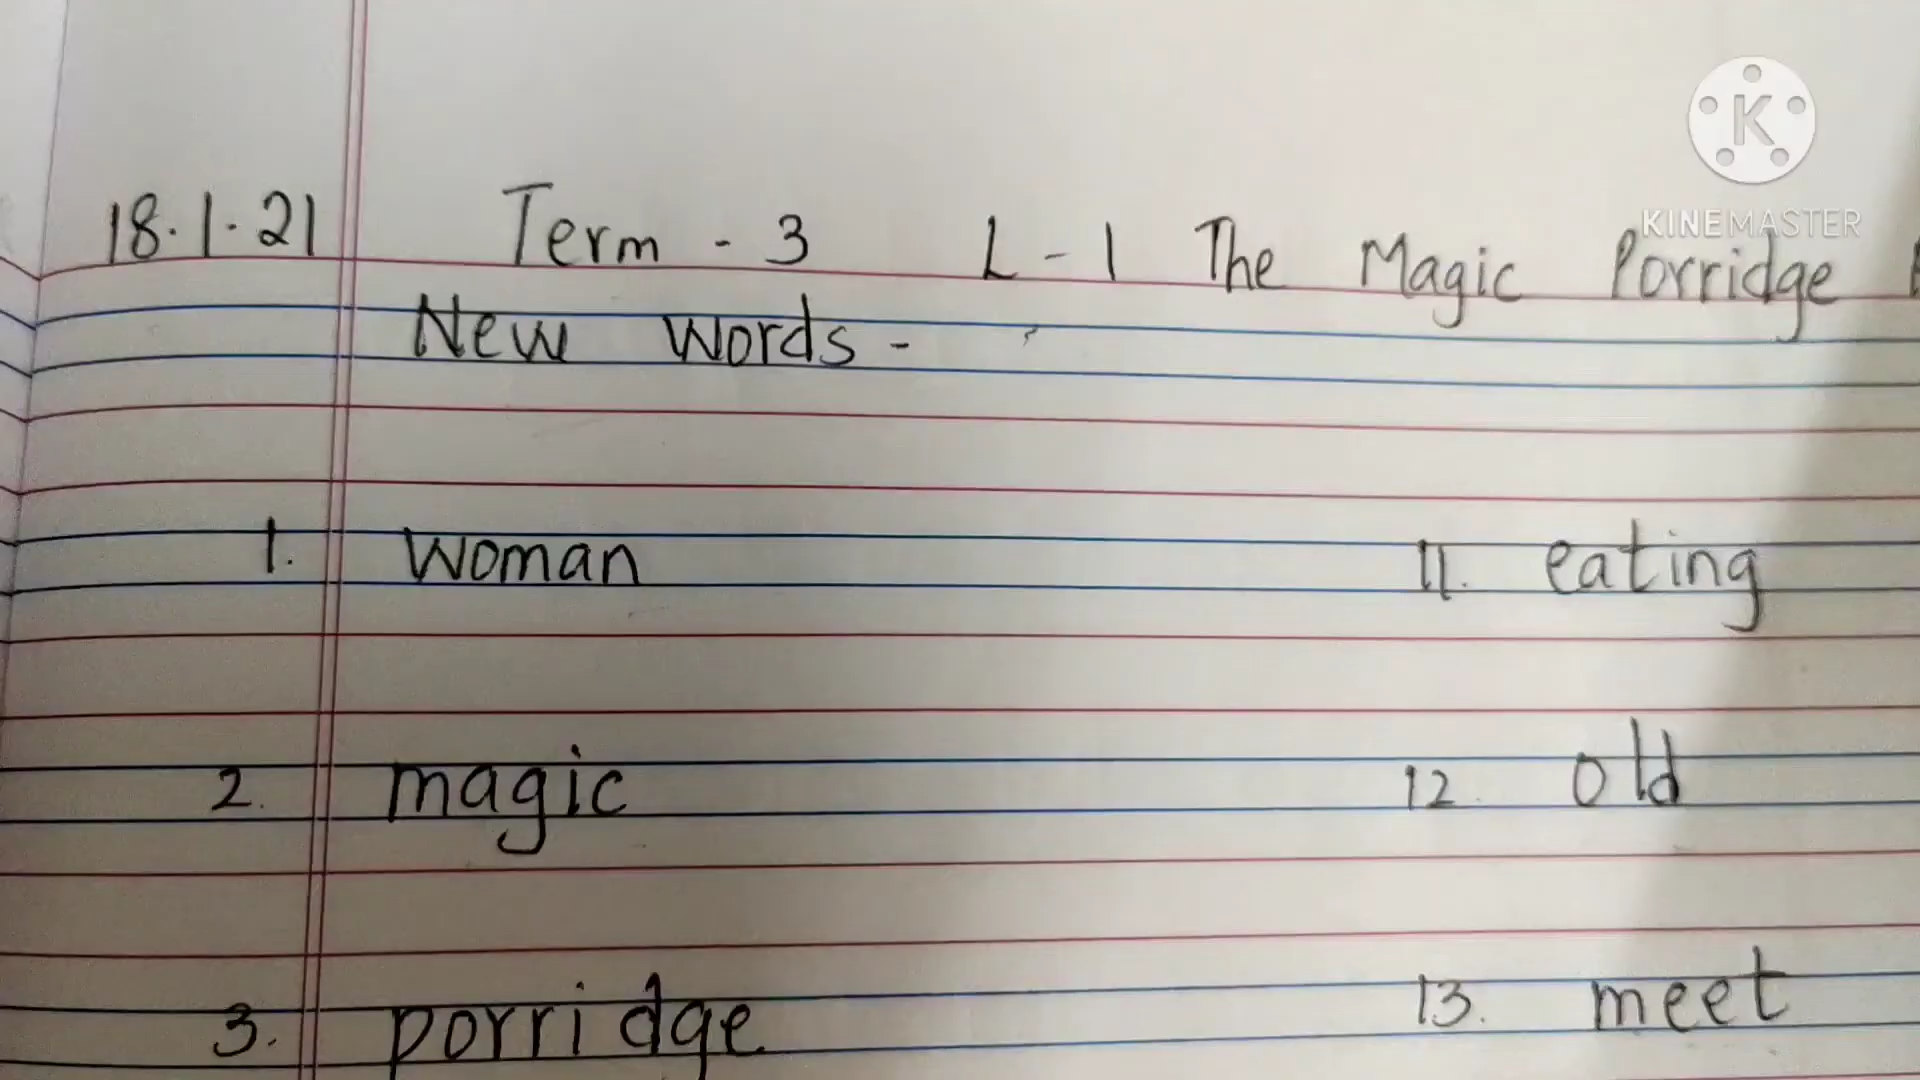 K
KINEMASTER
18.1.21 Term - 3 L - 1 The Magic Porridge
New words -
1. woman 11. eating
2. magic 12. old
3. porridge 13. meet